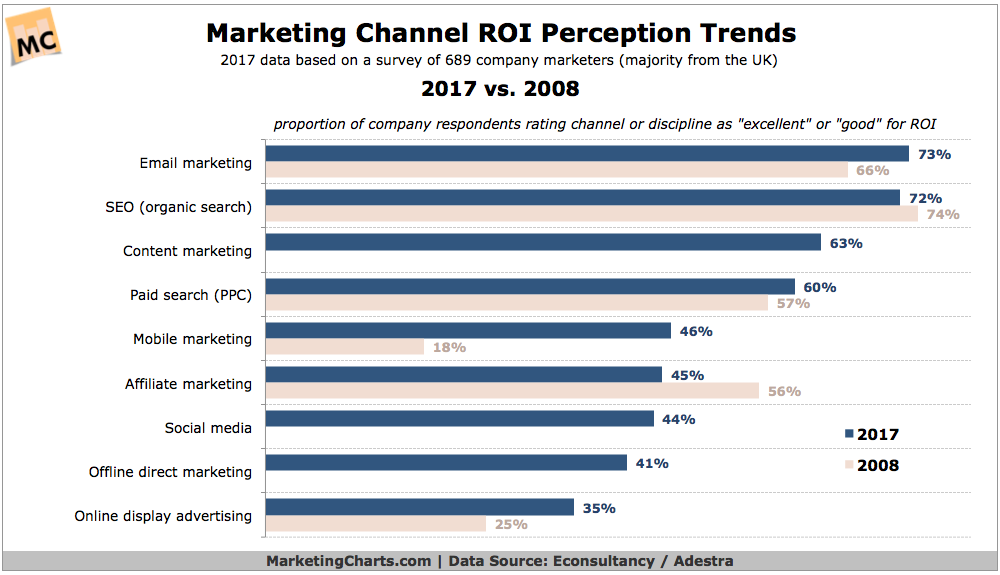 MC
Marketing Channel ROI Perception Trends
2017 data based on a survey of 689 company marketers (majority from the UK)
2017 vs. 2008
proportion of company respondents rating channel or discipline as "excellent" or "good" for ROI
Email marketing 73%
66%
SEO (organic search) 72%
74%
Content marketing 63%
Paid search (PPC) 60%
57%
Mobile marketing 46%
18%
Affiliate marketing 45%
56%
Social media 44%
2017
Offline direct marketing 41%
2008
Online display advertising 35%
25%
MarketingCharts.com | Data Source: Econsultancy / Adestra